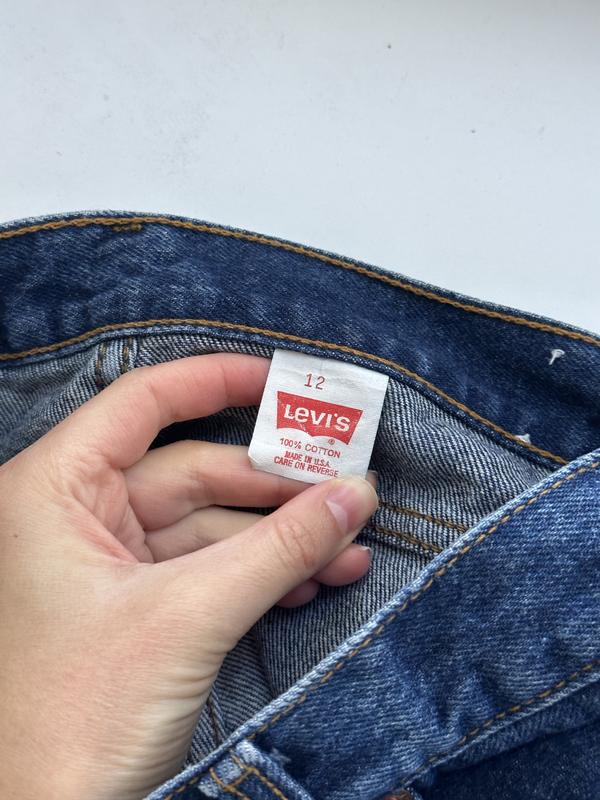 12
Levi's
®
100% COTTON
MADE IN U.S.A.
CARE ON REVERSE